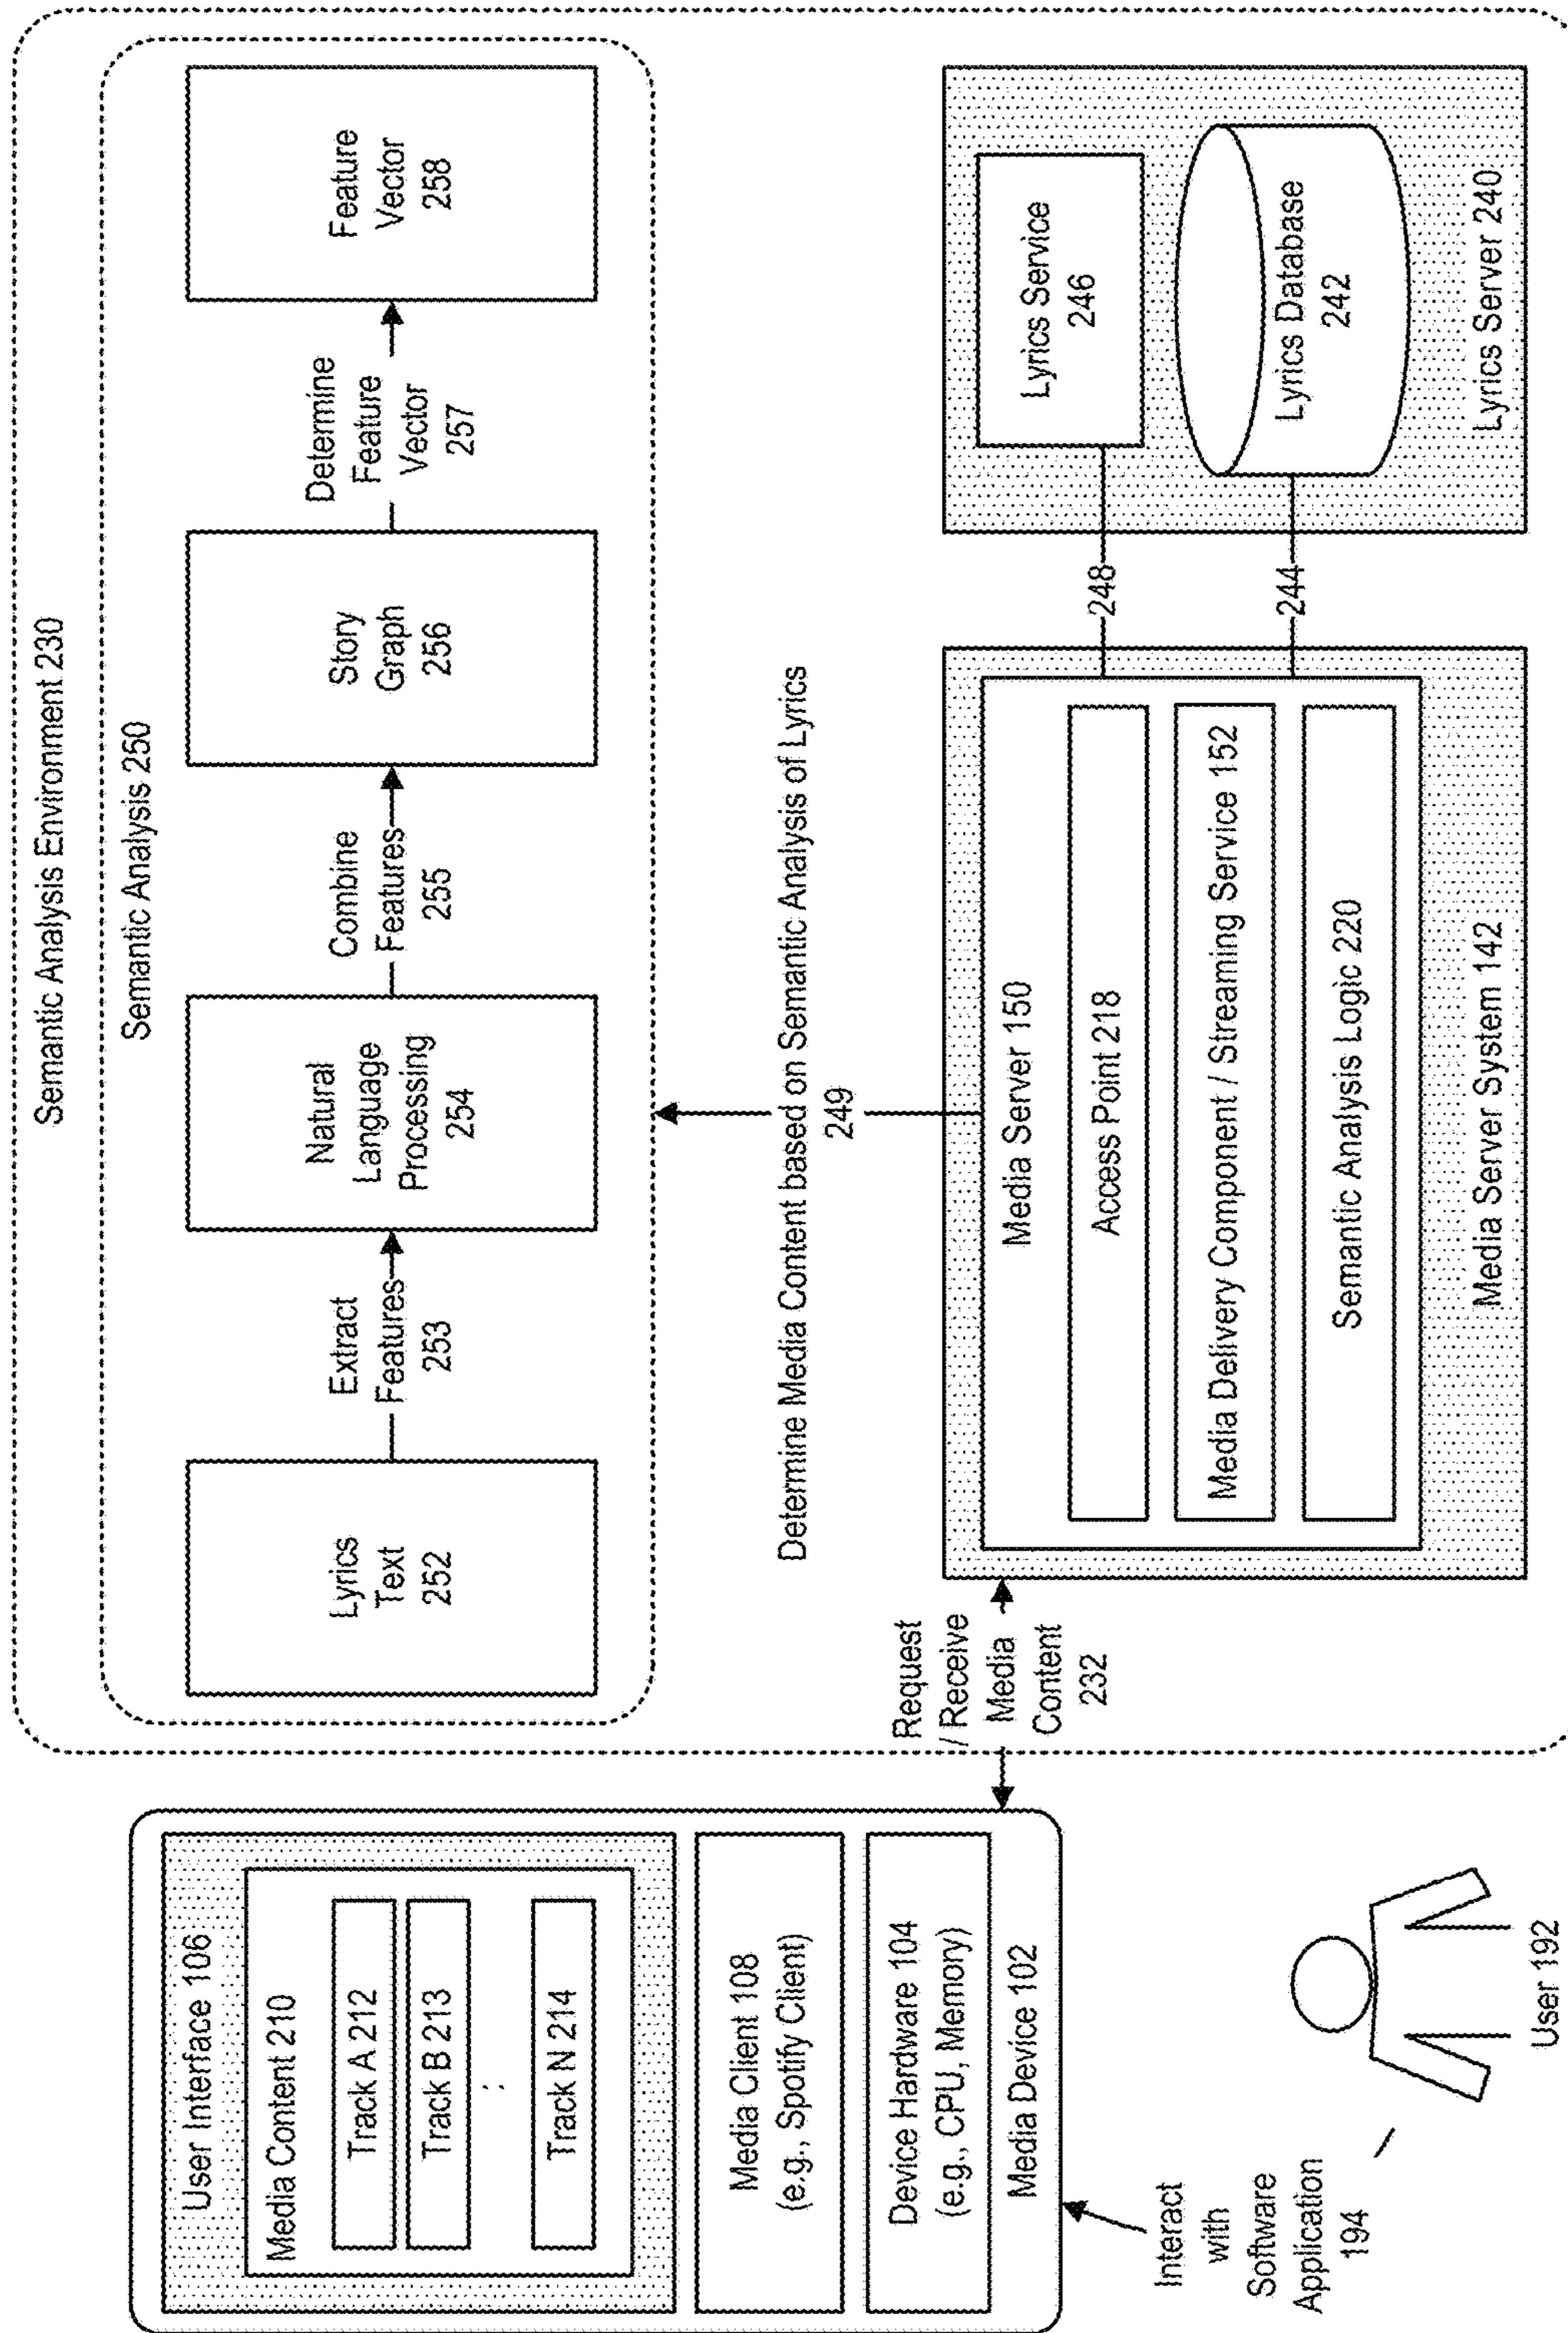 Semantic Analysis Environment 230
Semantic Analysis 250
Lyrics
Text
252
Extract
Features
253
Natural
Language
Processing
254
Combine
Features
255
Story
Graph
256
Determine
Feature
Vector
257
Feature
Vector
258
Determine Media Content based on Semantic Analysis of Lyrics
249
User Interface 106
Media Content 210
Track A 212
Track B 213
:
Track N 214
Media Client 108
(e.g., Spotify Client)
Device Hardware 104
(e.g., CPU, Memory)
Media Device 102
Request
/ Receive
Media
Content
232
Media Server 150
Access Point 218
Media Delivery Component / Streaming Service 152
Semantic Analysis Logic 220
Media Server System 142
248
244
Lyrics Service
246
Lyrics Database
242
Lyrics Server 240
Interact
with
Software
Application
194
User 192